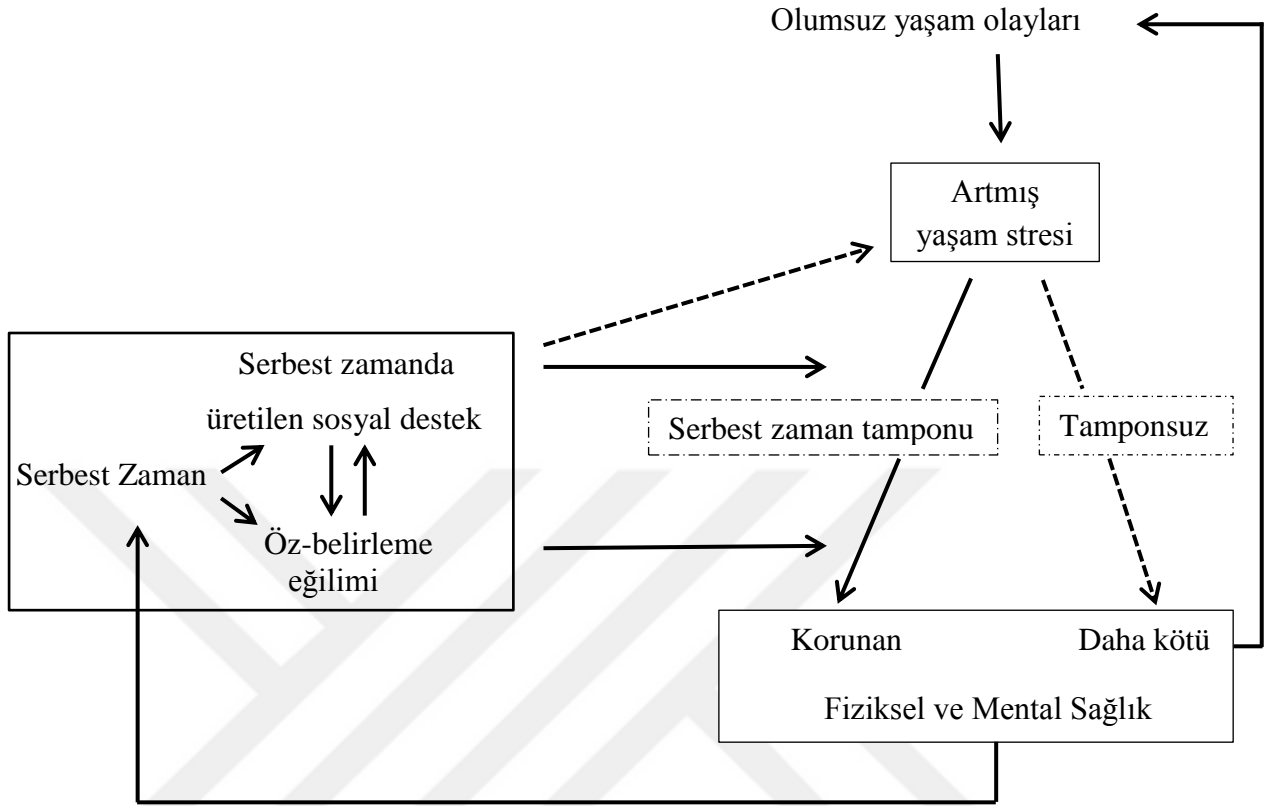 Olumsuz yaşam olayları
Artmış
yaşam stresi
Serbest zamanda
üretilen sosyal destek
Serbest Zaman
Öz-belirleme
eğilimi
Serbest zaman tamponu
Tamponsuz
Korunan
Daha kötü
Fiziksel ve Mental Sağlık